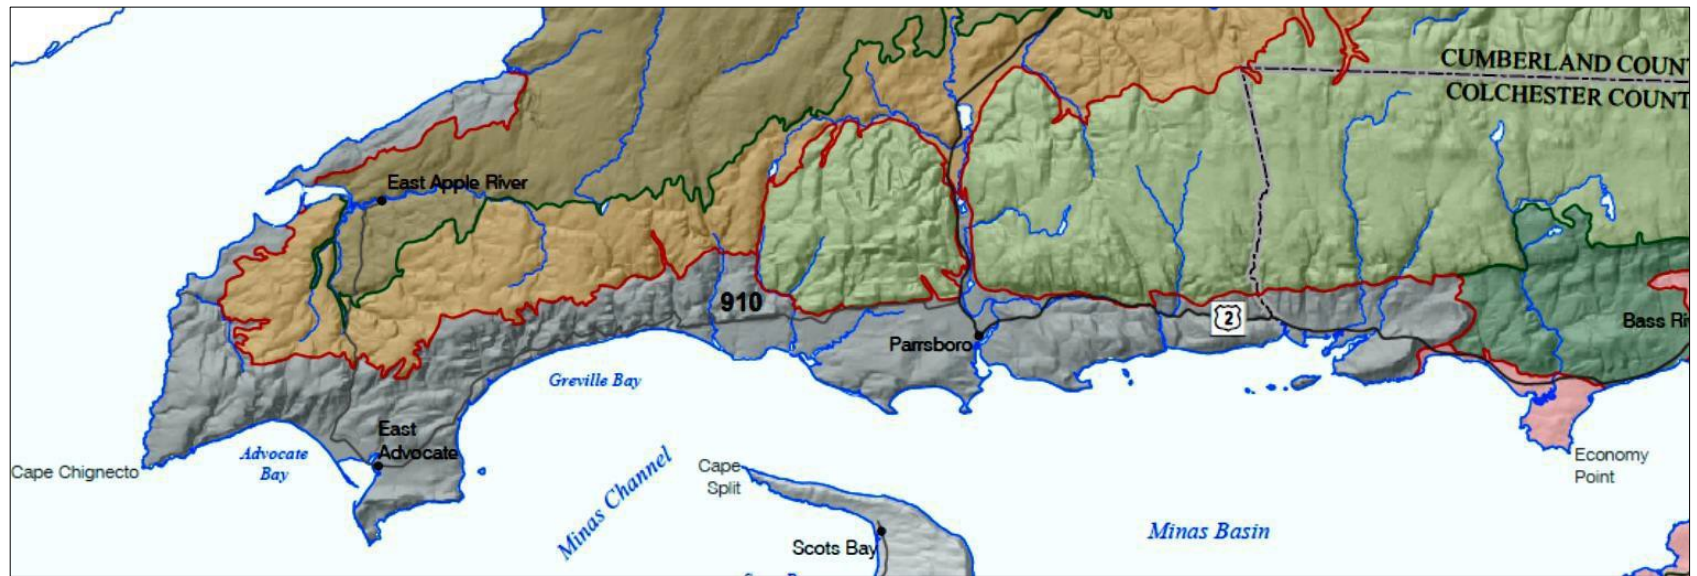 CUMBERLAND COUNT
COLCHESTER COUNT
East Apple River
910
2
Bass Ri
Parrsboro
Greville Bay
East
Advocate
Advocate
Bay
Cape Chignecto
Minas Channel
Cape
Split
Economy
Point
Minas Basin
Scots Bay